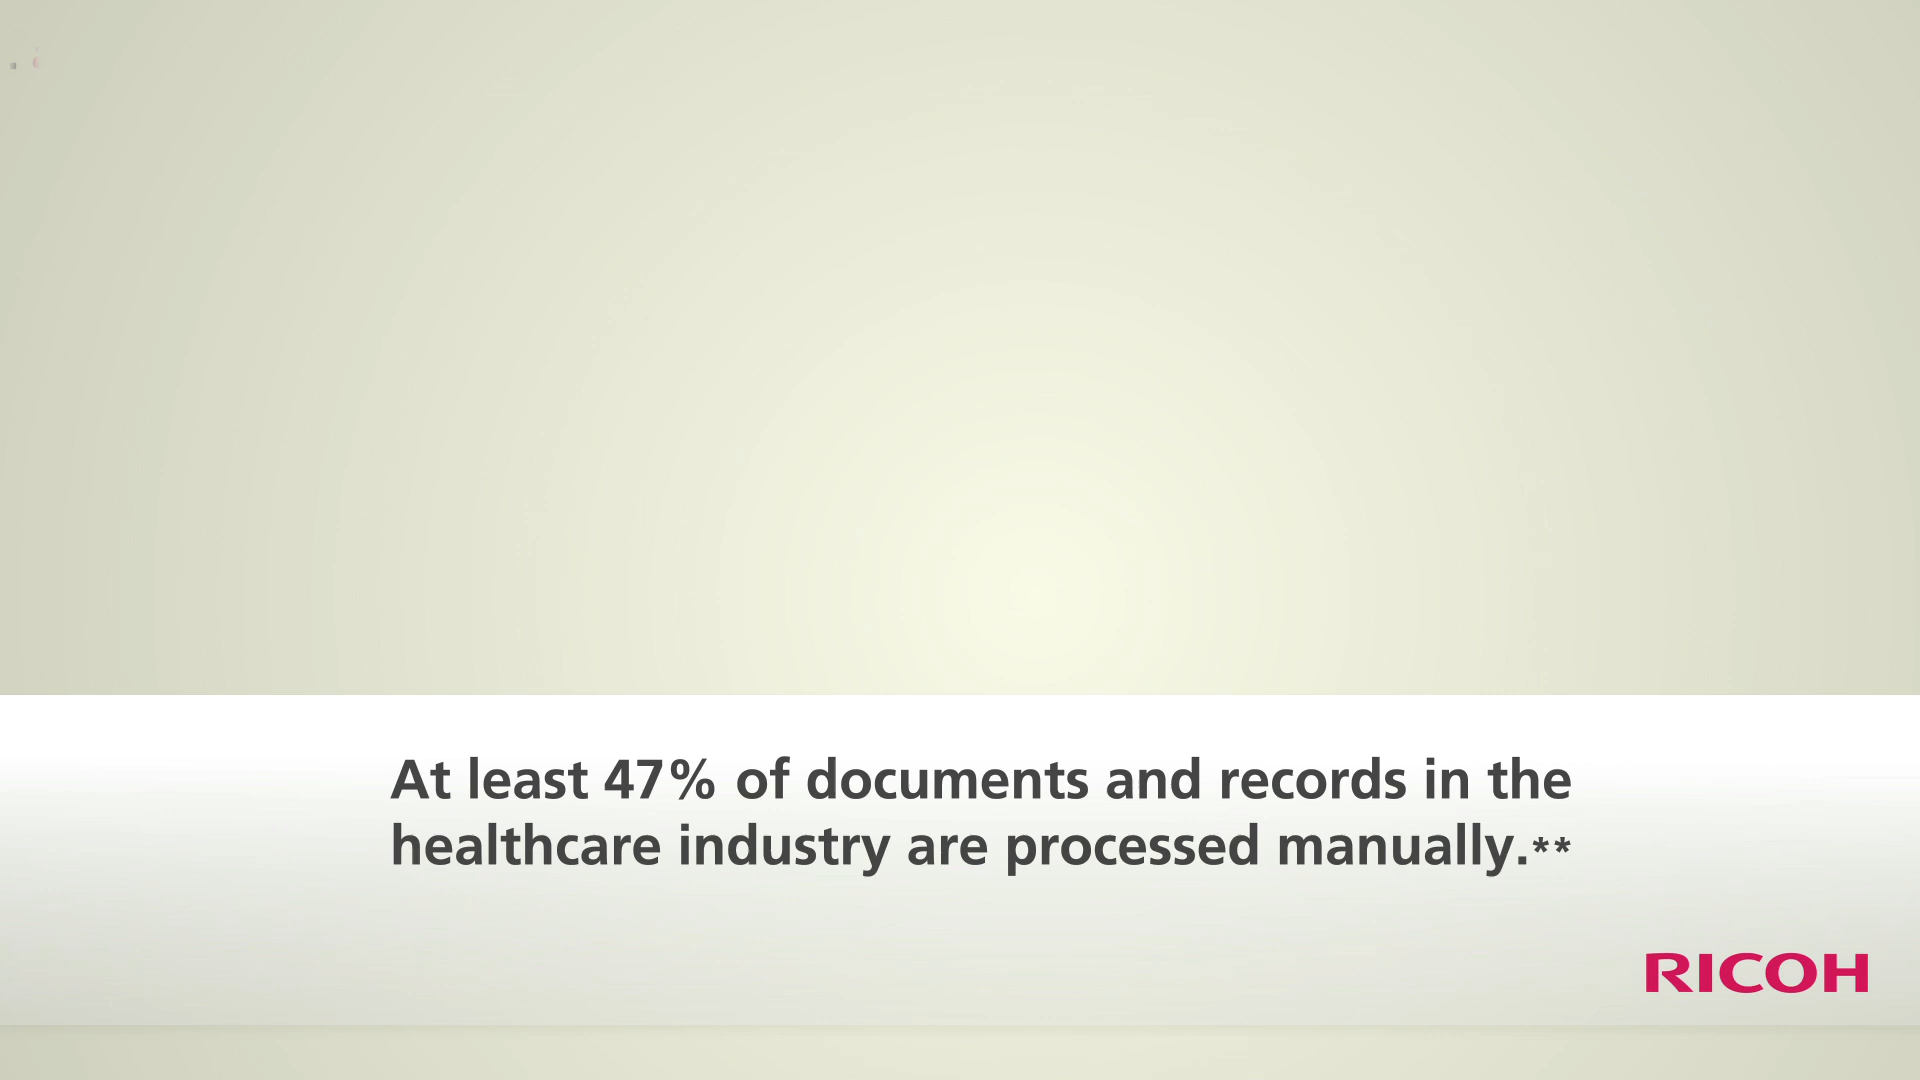 At least 47% of documents and records in the
healthcare industry are processed manually.**
RICOH